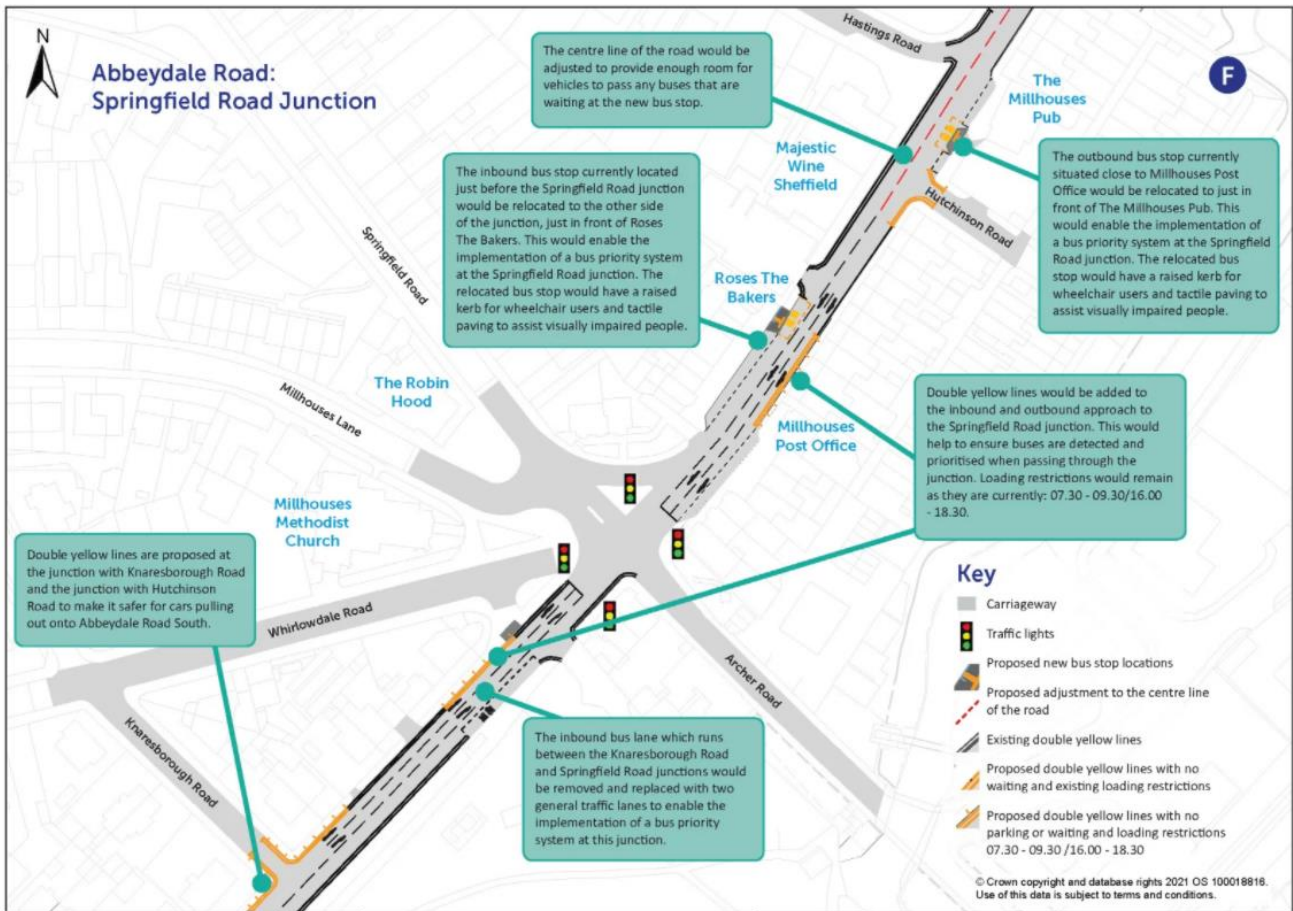 N
Abbeydale Road:
Springfield Road Junction
F
Hastings Road
The centre line of the road would be
adjusted to provide enough room for
vehicles to pass any buses that are
waiting at the new bus stop.
The
Millhouses
Pub
Majestic
Wine
Sheffield
The outbound bus stop currently
situated close to Millhouses Post
Office would be relocated to just in
front of The Millhouses Pub. This
would enable the implementation of
a bus priority system at the Springfield
Road junction. The relocated bus
stop would have a raised kerb for
wheelchair users and tactile paving to
assist visually impaired people.
The inbound bus stop currently located
just before the Springfield Road junction
would be relocated to the other side
of the junction, just in front of Roses
The Bakers. This would enable the
implementation of a bus priority system
at the Springfield Road junction. The
relocated bus stop would have a raised
kerb for wheelchair users and tactile
paving to assist visually impaired people.
Hutchinson Road
Springfield Road
Roses The
Bakers
The Robin
Hood
Millhouses Lane
Millhouses
Post Office
Double yellow lines would be added
to the inbound and outbound approach to
the Springfield Road junction. This would
help to ensure buses are detected and
prioritised when passing through the
junction. Loading restrictions would remain
as they are currently: 07.30 - 09.30/16.00
- 18.30.
Millhouses
Methodist
Church
Double yellow lines are proposed at
the junction with Knaresborough Road
and the junction with Hutchinson
Road to make it safer for cars pulling
out onto Abbeydale Road South.
Whirlowdale Road
Archer Road
Knaresborough Road
The inbound bus lane which runs
between the Knaresborough Road
and Springfield Road junctions would
be removed and replaced with two
general traffic lanes to enable the
implementation of a bus priority
system at this junction.
Key
Carriageway
Traffic lights
Proposed new bus stop locations
Proposed adjustment to the centre line
of the road
Existing double yellow lines
Proposed double yellow lines with no
waiting and existing loading restrictions
Proposed double yellow lines with no
parking or waiting and loading restrictions
07.30 - 09.30 /16.00 - 18.30
© Crown copyright and database rights 2021 OS 100018816.
Use of this data is subject to terms and conditions.